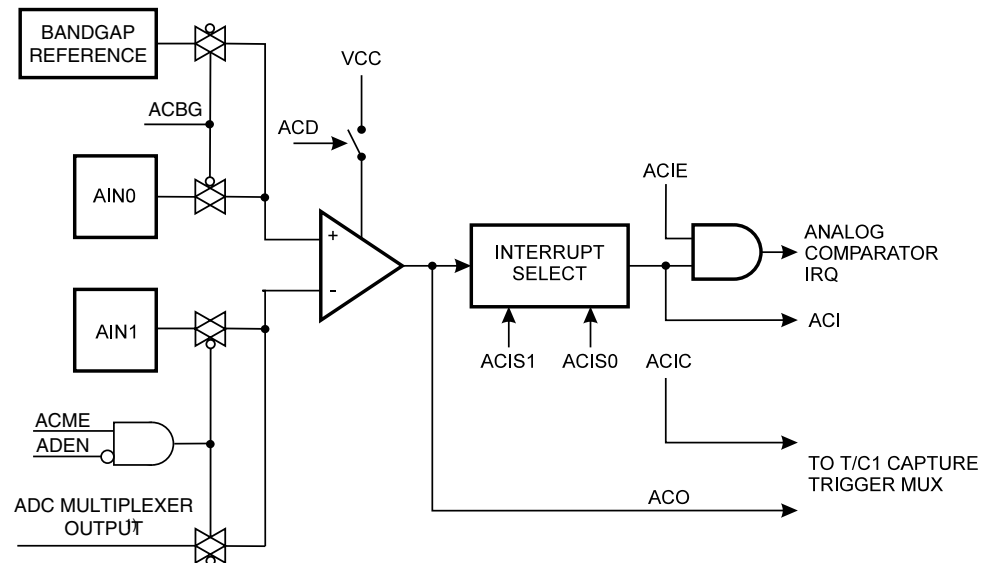 BANDGAP
REFERENCE
VCC
ACBG
ACD
AIN0
ACIE
+
-
INTERRUPT
SELECT
ANALOG
COMPARATOR
IRQ
AIN1
ACI
ACIS1
ACIS0
ACIC
ACME
ADEN
TO T/C1 CAPTURE
TRIGGER MUX
ADC MULTIPLEXER
OUTPUT
1)
ACO